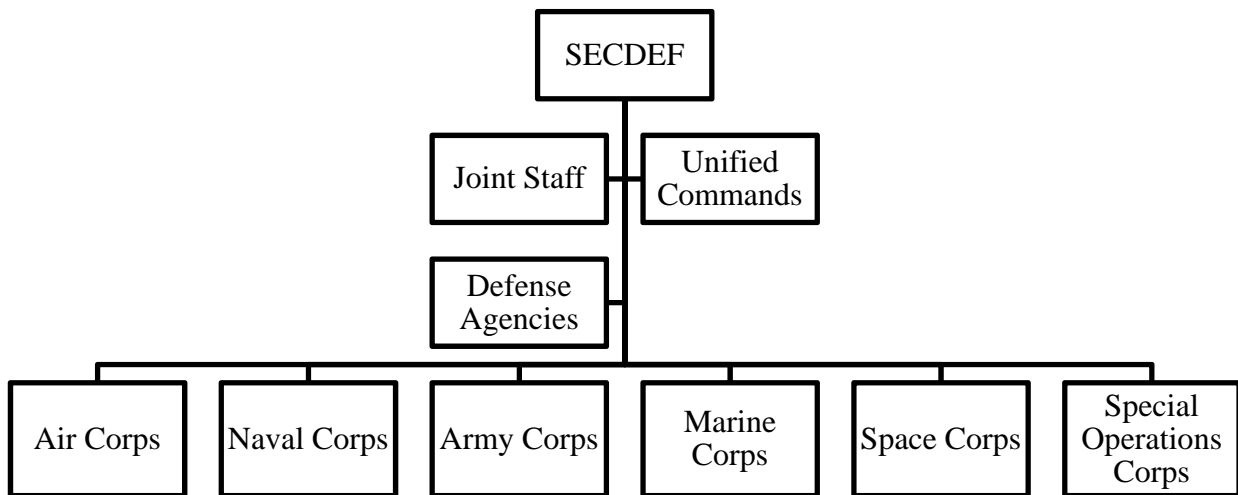 SECDEF
Joint Staff
Unified
Commands
Defense
Agencies
Air Corps
Naval Corps
Army Corps
Marine
Corps
Space Corps
Special
Operations
Corps